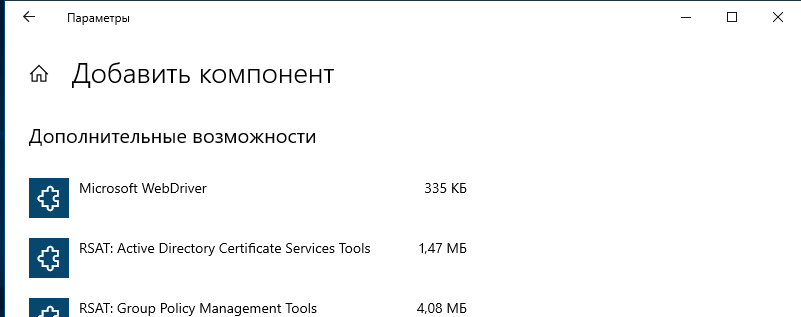 Параметры
Добавить компонент
Дополнительные возможности
Microsoft WebDriver 335 КБ
RSAT: Active Directory Certificate Services Tools 1,47 МБ
RSAT: Group Policy Management Tools 4,08 МБ